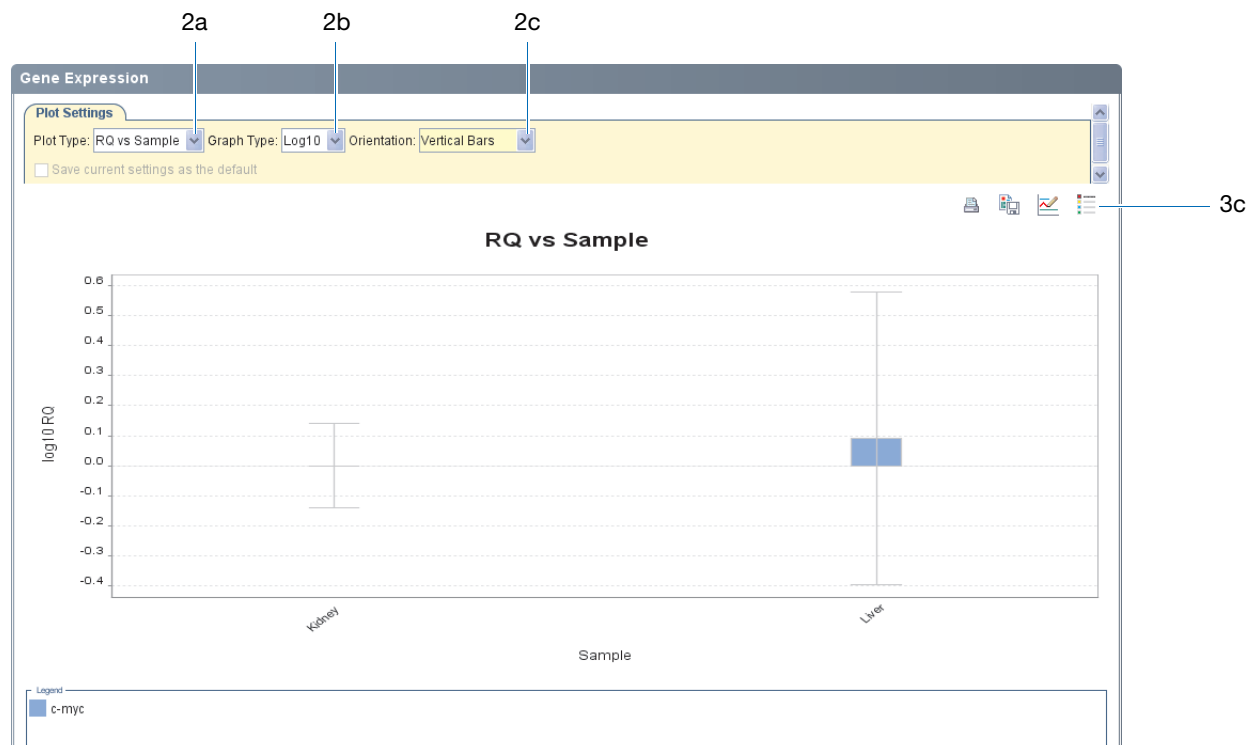 2a 2b 2c
Gene Expression
Plot Settings
Plot Type: RQ vs Sample Graph Type: Log10 Orientation: Vertical Bars
Save current settings as the default
3c
RQ vs Sample
0.6
0.5
0.4
0.3
0.2
0.1
0.0
-0.1
-0.2
-0.3
-0.4
log10 RQ
Kidney Liver
Sample
Legend
c-myc